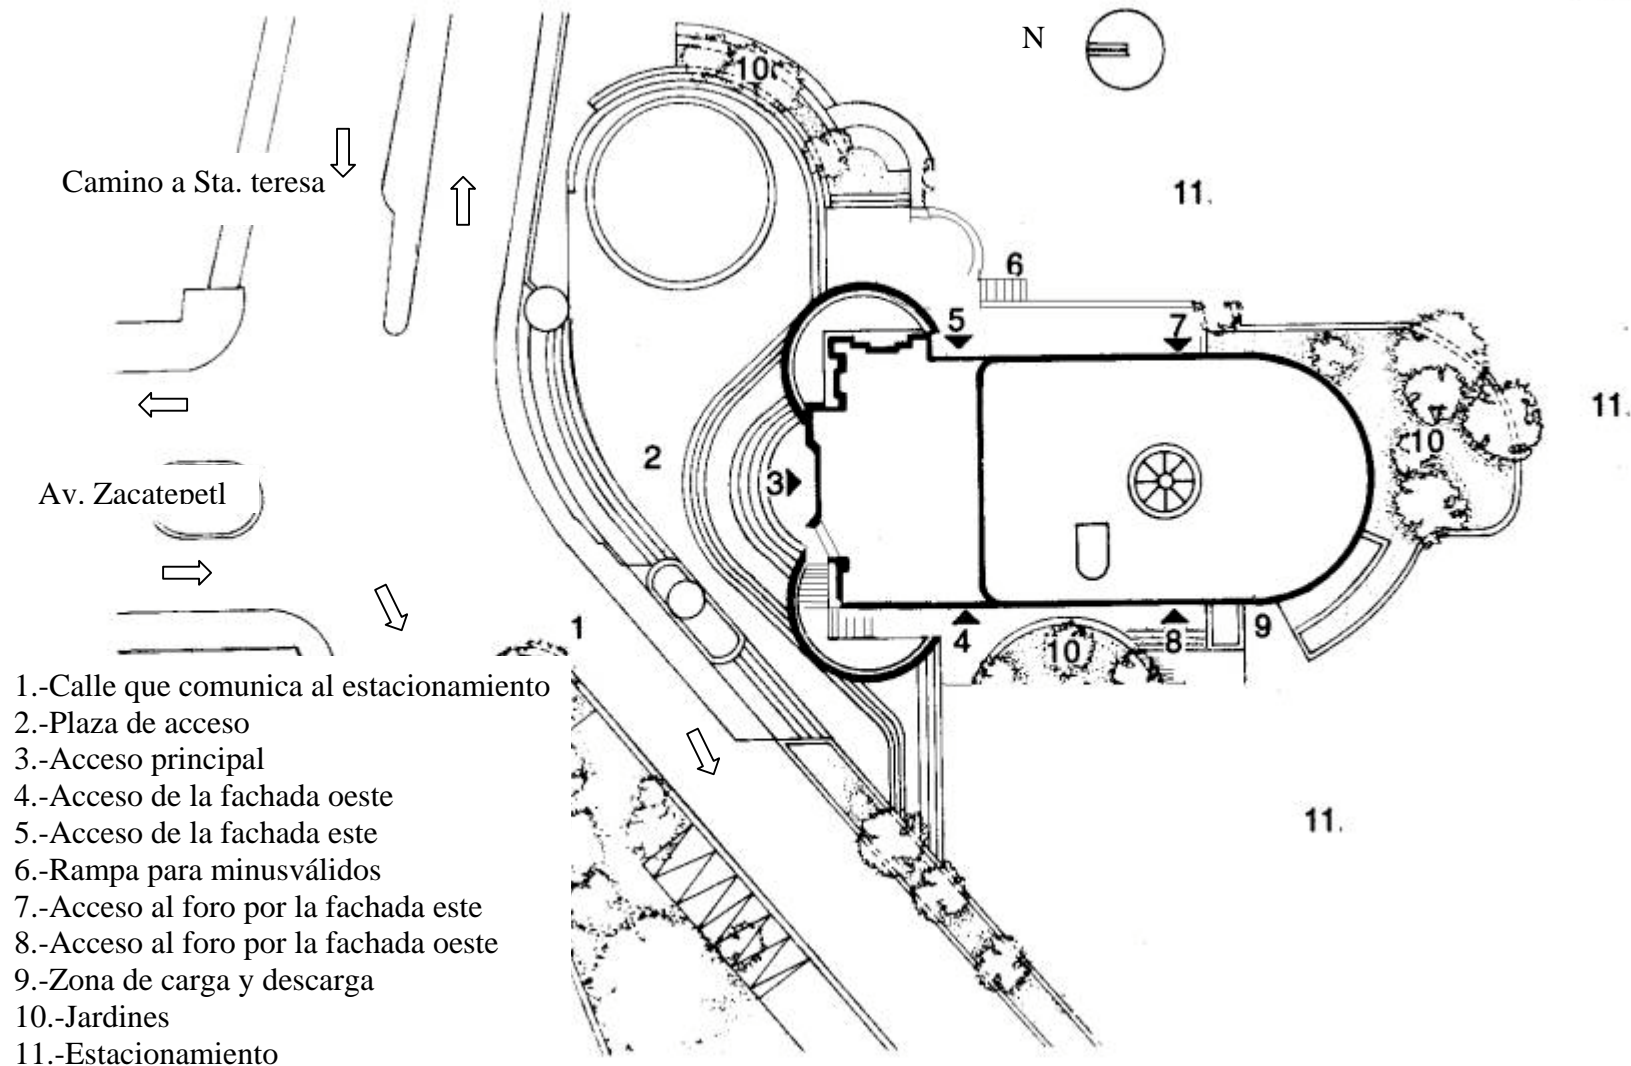 N
10
Camino a Sta. teresa
11.
6
5
7
11.
10
2
3
Av. Zacatepetl
1
4
10
8
9
1.-Calle que comunica al estacionamiento
2.-Plaza de acceso
3.-Acceso principal
4.-Acceso de la fachada oeste
5.-Acceso de la fachada este
6.-Rampa para minusválidos
7.-Acceso al foro por la fachada este
8.-Acceso al foro por la fachada oeste
9.-Zona de carga y descarga
10.-Jardines
11.-Estacionamiento
11.